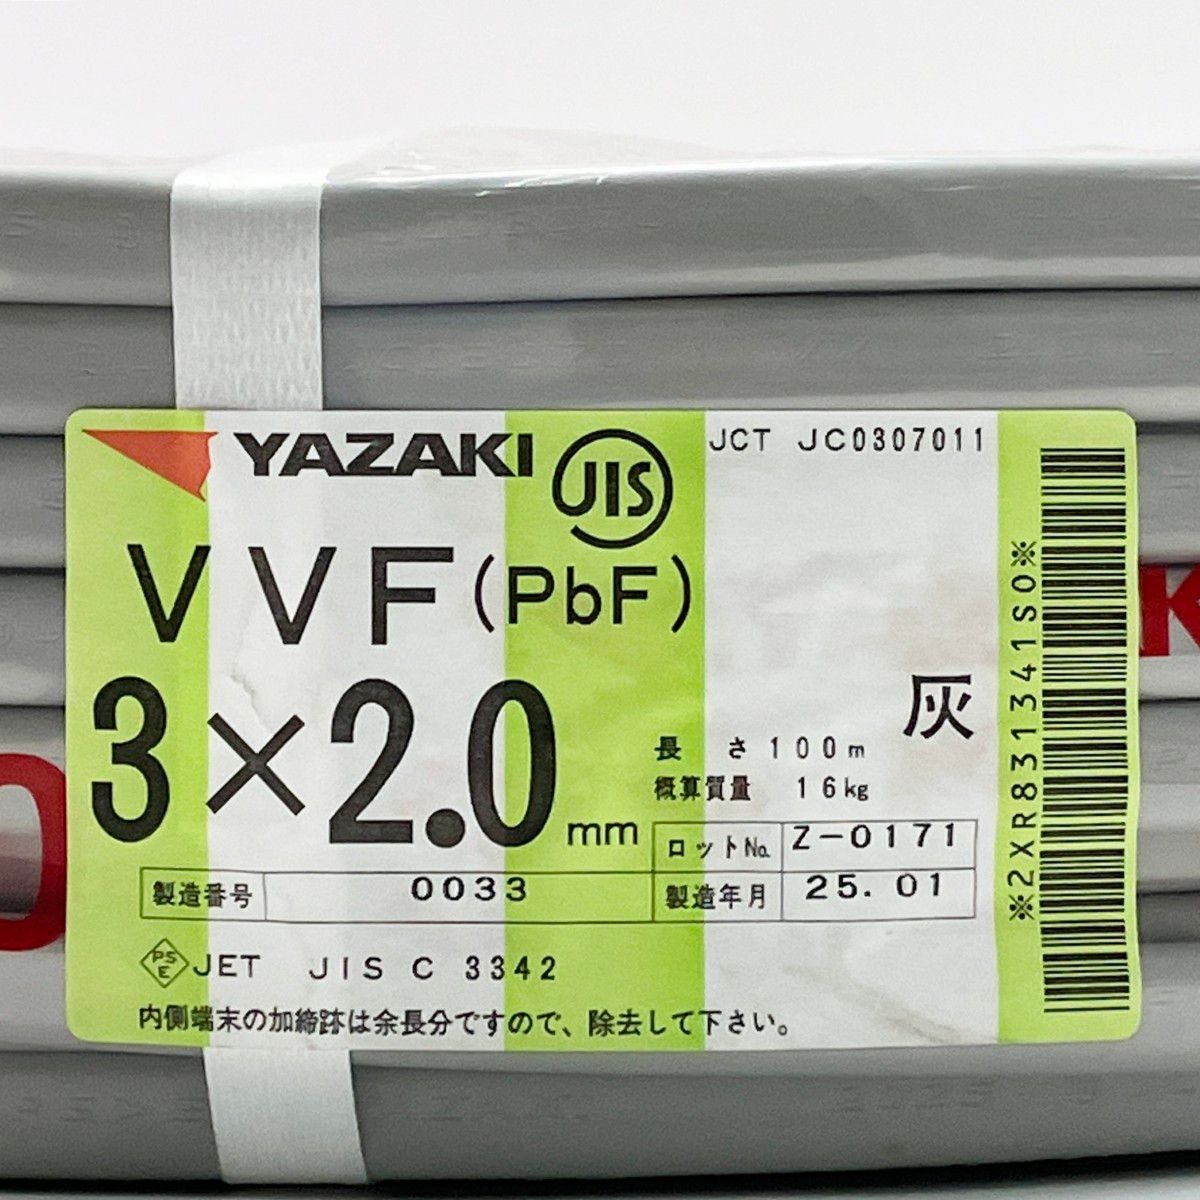 YAZAKI
JIS
JCT JC0307011
VVF(PbF)
3×2.0mm
灰
長さ 100m
概算質量 16kg
ロットNo. Z-0171
製造番号 0033
製造年月 25.01
PS
E
JET JIS C 3342
内側端末の加締跡は余長分ですので、除去して下さい。
※2XR831341S0※
K
0